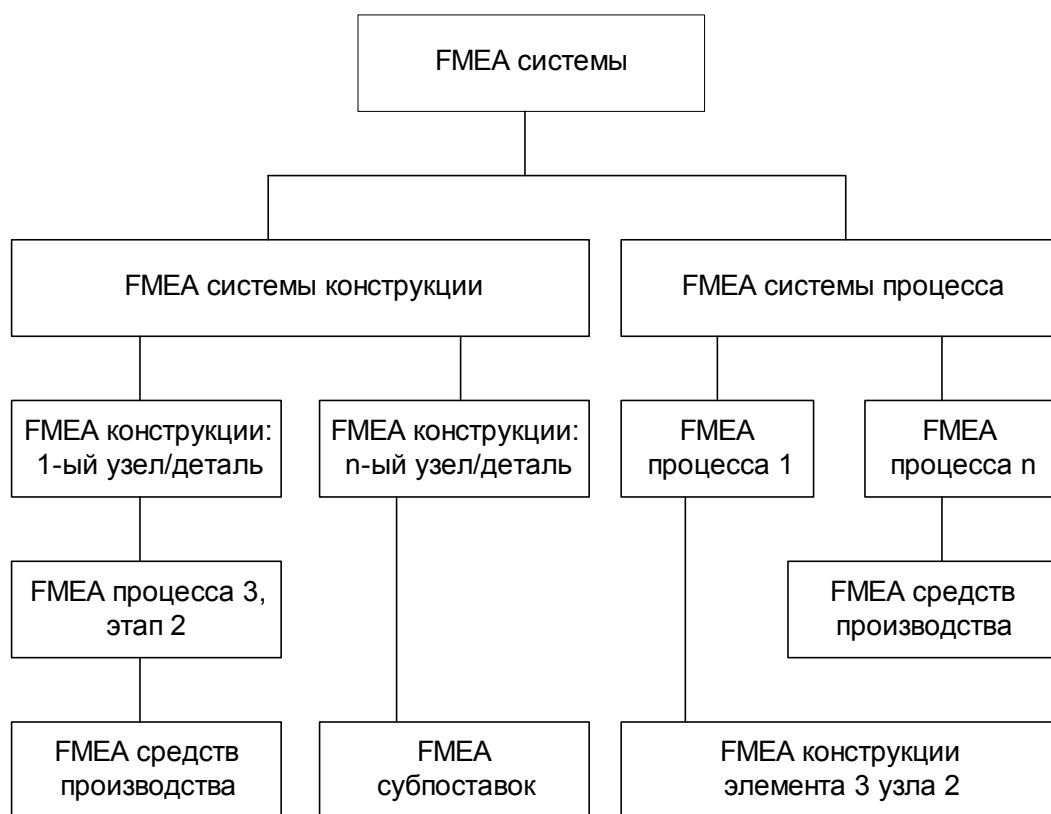 FMEA системы
FMEA системы конструкции
FMEA системы процесса
FMEA конструкции:
1-ый узел/деталь
FMEA конструкции:
n-ый узел/деталь
FMEA
процесса 1
FMEA
процесса n
FMEA процесса 3,
этап 2
FMEA средств
производства
FMEA средств
производства
FMEA
субпоставок
FMEA конструкции
элемента 3 узла 2